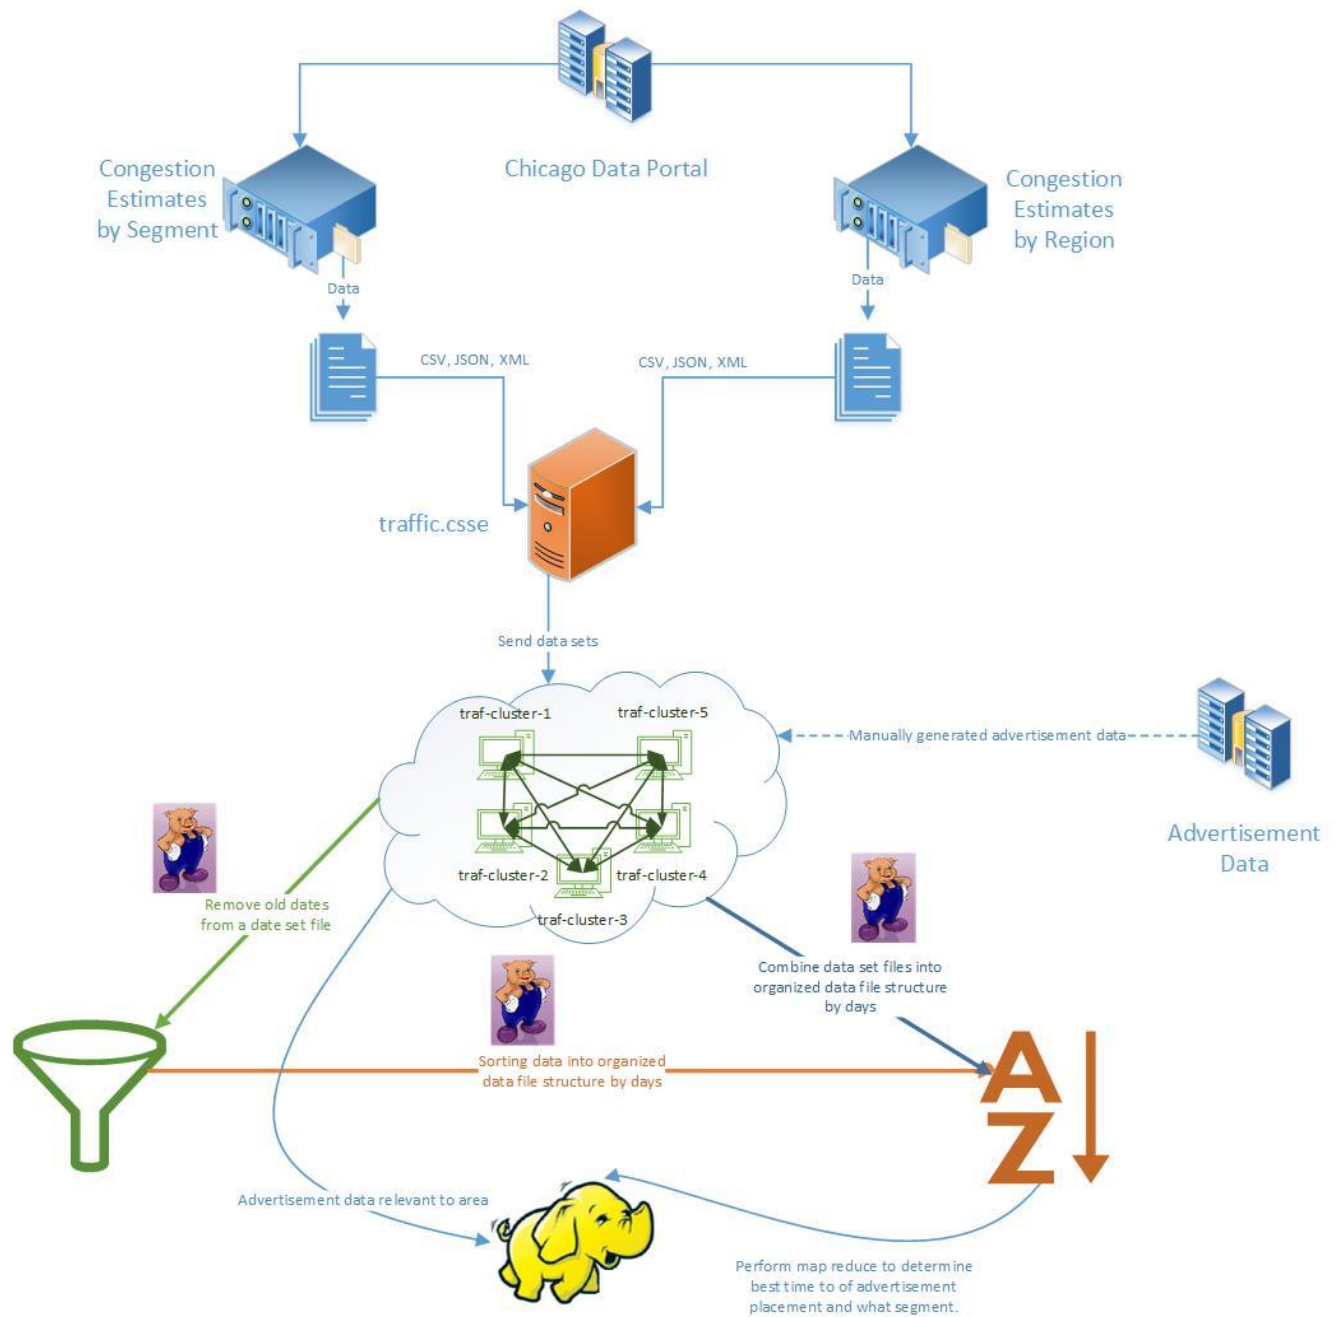 Chicago Data Portal
Congestion
Estimates
by Segment
Congestion
Estimates
by Region
Data
Data
CSV, JSON, XML
CSV, JSON, XML
traffic.csse
Send data sets
traf-cluster-1
traf-cluster-5
Manually generated advertisement data
traf-cluster-2
traf-cluster-4
traf-cluster-3
Advertisement
Data
Remove old dates
from a date set file
Combine data set files into
organized data file structure
by days
Sorting data into organized
data file structure by days
A
Z
Advertisement data relevant to area
Perform map reduce to determine
best time to of advertisement
placement and what segment.